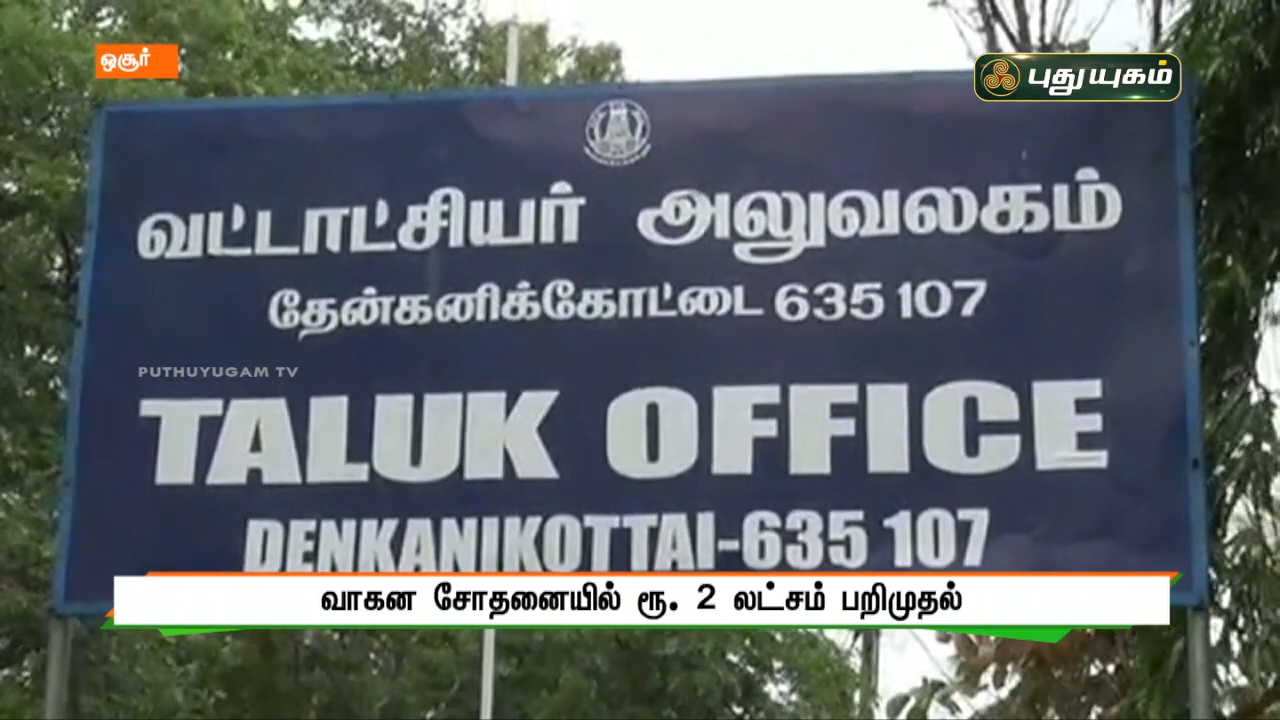 ஒசூர்
புதுயுகம்
வட்டாட்சியர் அலுவலகம்
தேன்கனிக்கோட்டை 635 107
PUTHUYUGAM TV
TALUK OFFICE
DENKANIKOTTAI-635 107
வாகன சோதனையில் ரூ. 2 லட்சம் பறிமுதல்